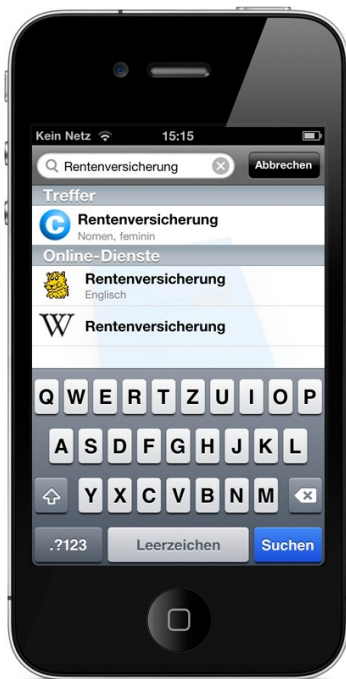 Kein Netz 15:15
Rentenversicherung Abbrechen
Treffer
C Rentenversicherung
Nomen, feminin
Online-Dienste
Rentenversicherung
Englisch
W Rentenversicherung
Q W E R T Z U I O P
A S D F G H J K L
Y X C V B N M
.?123 Leerzeichen Suchen